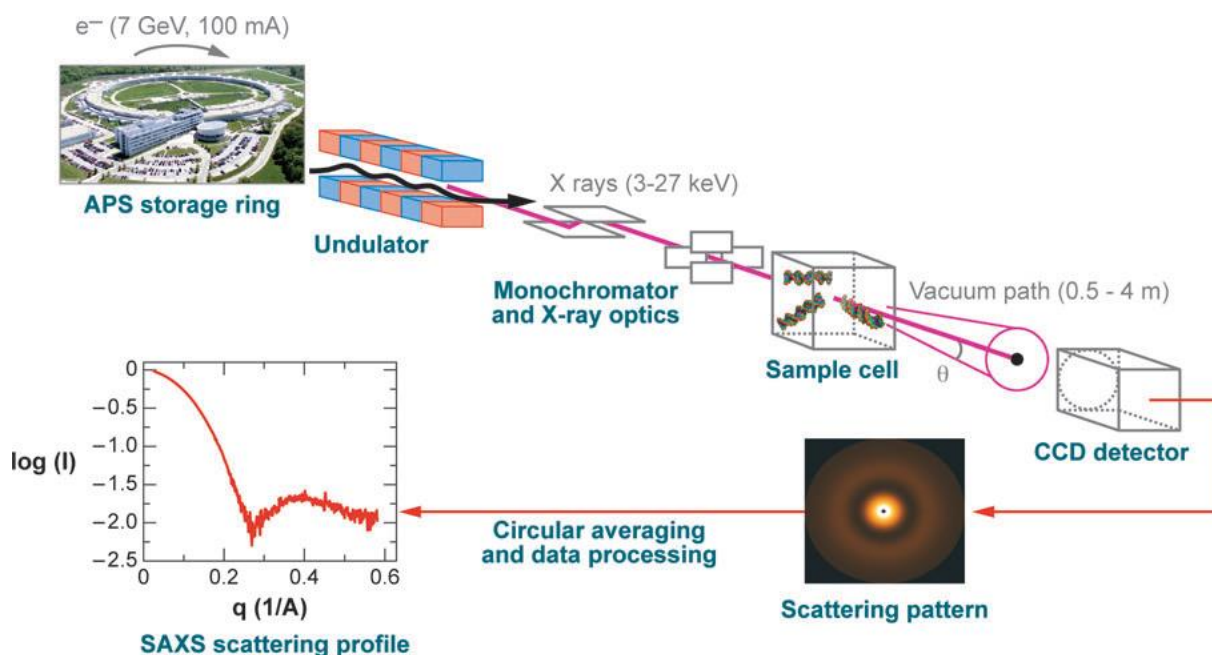 e− (7 GeV, 100 mA)
APS storage ring
Undulator
X rays (3-27 keV)
Monochromator
and X-ray optics
Sample cell
Vacuum path (0.5 - 4 m)
θ
CCD detector
Scattering pattern
Circular averaging
and data processing
log (I)
0
−0.5
−1.0
−1.5
−2.0
−2.5
0 0.2 0.4 0.6
q (1/A)
SAXS scattering profile